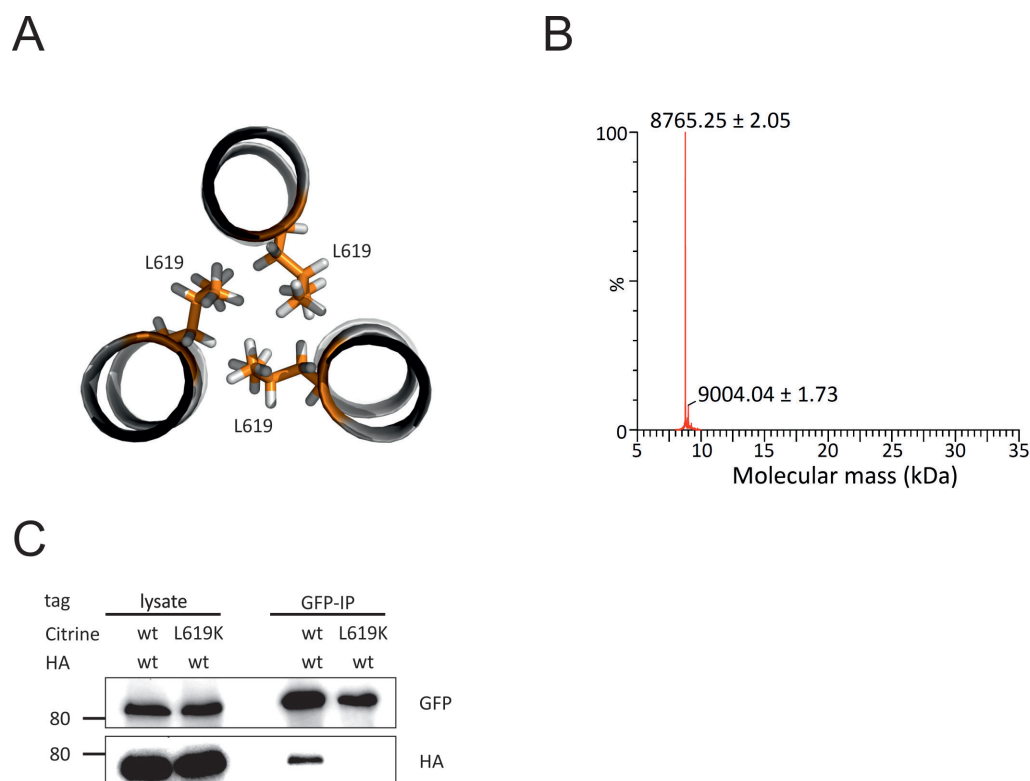 A
B
L619
L619
L619
8765.25 ± 2.05
100
9004.04 ± 1.73
%
0
5 10 15 20 25 30 35
Molecular mass (kDa)
C
tag lysate GFP-IP
Citrine wt L619K wt L619K
HA wt wt wt wt
80 GFP
80 HA